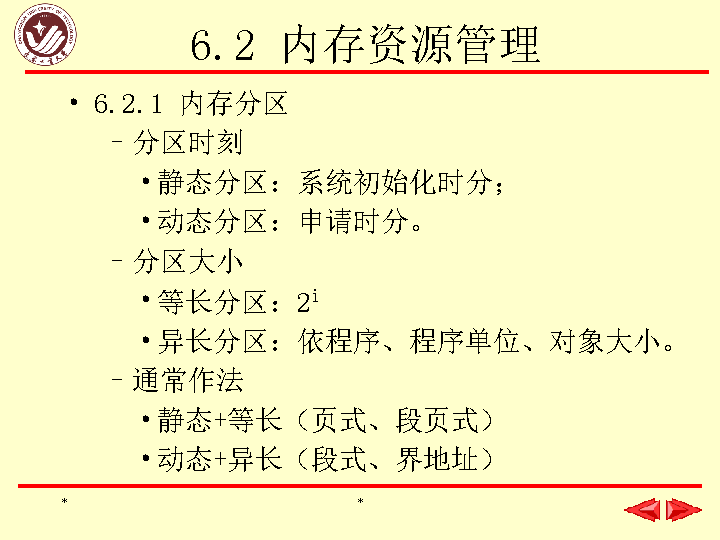 6.2 内存资源管理
• 6.2.1 内存分区
– 分区时刻
• 静态分区：系统初始化时分；
• 动态分区：申请时分。
– 分区大小
• 等长分区：2ⁱ
• 异长分区：依程序、程序单位、对象大小。
– 通常作法
• 静态+等长（页式、段页式）
• 动态+异长（段式、界地址）
* *